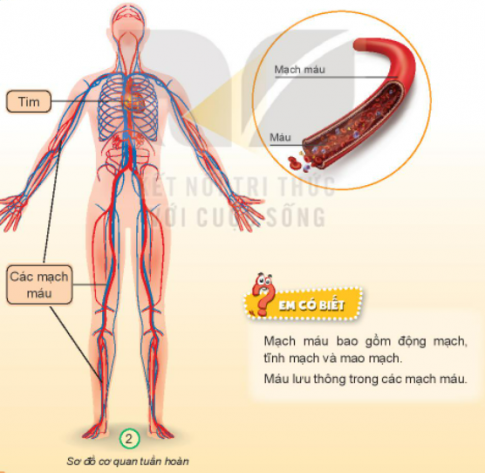 Tim
Mạch máu
Máu
KẾT NỐI TRI THỨC
VỚI CUỘC SỐNG
Các mạch
máu
EM CÓ BIẾT
Mạch máu bao gồm động mạch,
tĩnh mạch và mao mạch.
Máu lưu thông trong các mạch máu.
2
Sơ đồ cơ quan tuần hoàn